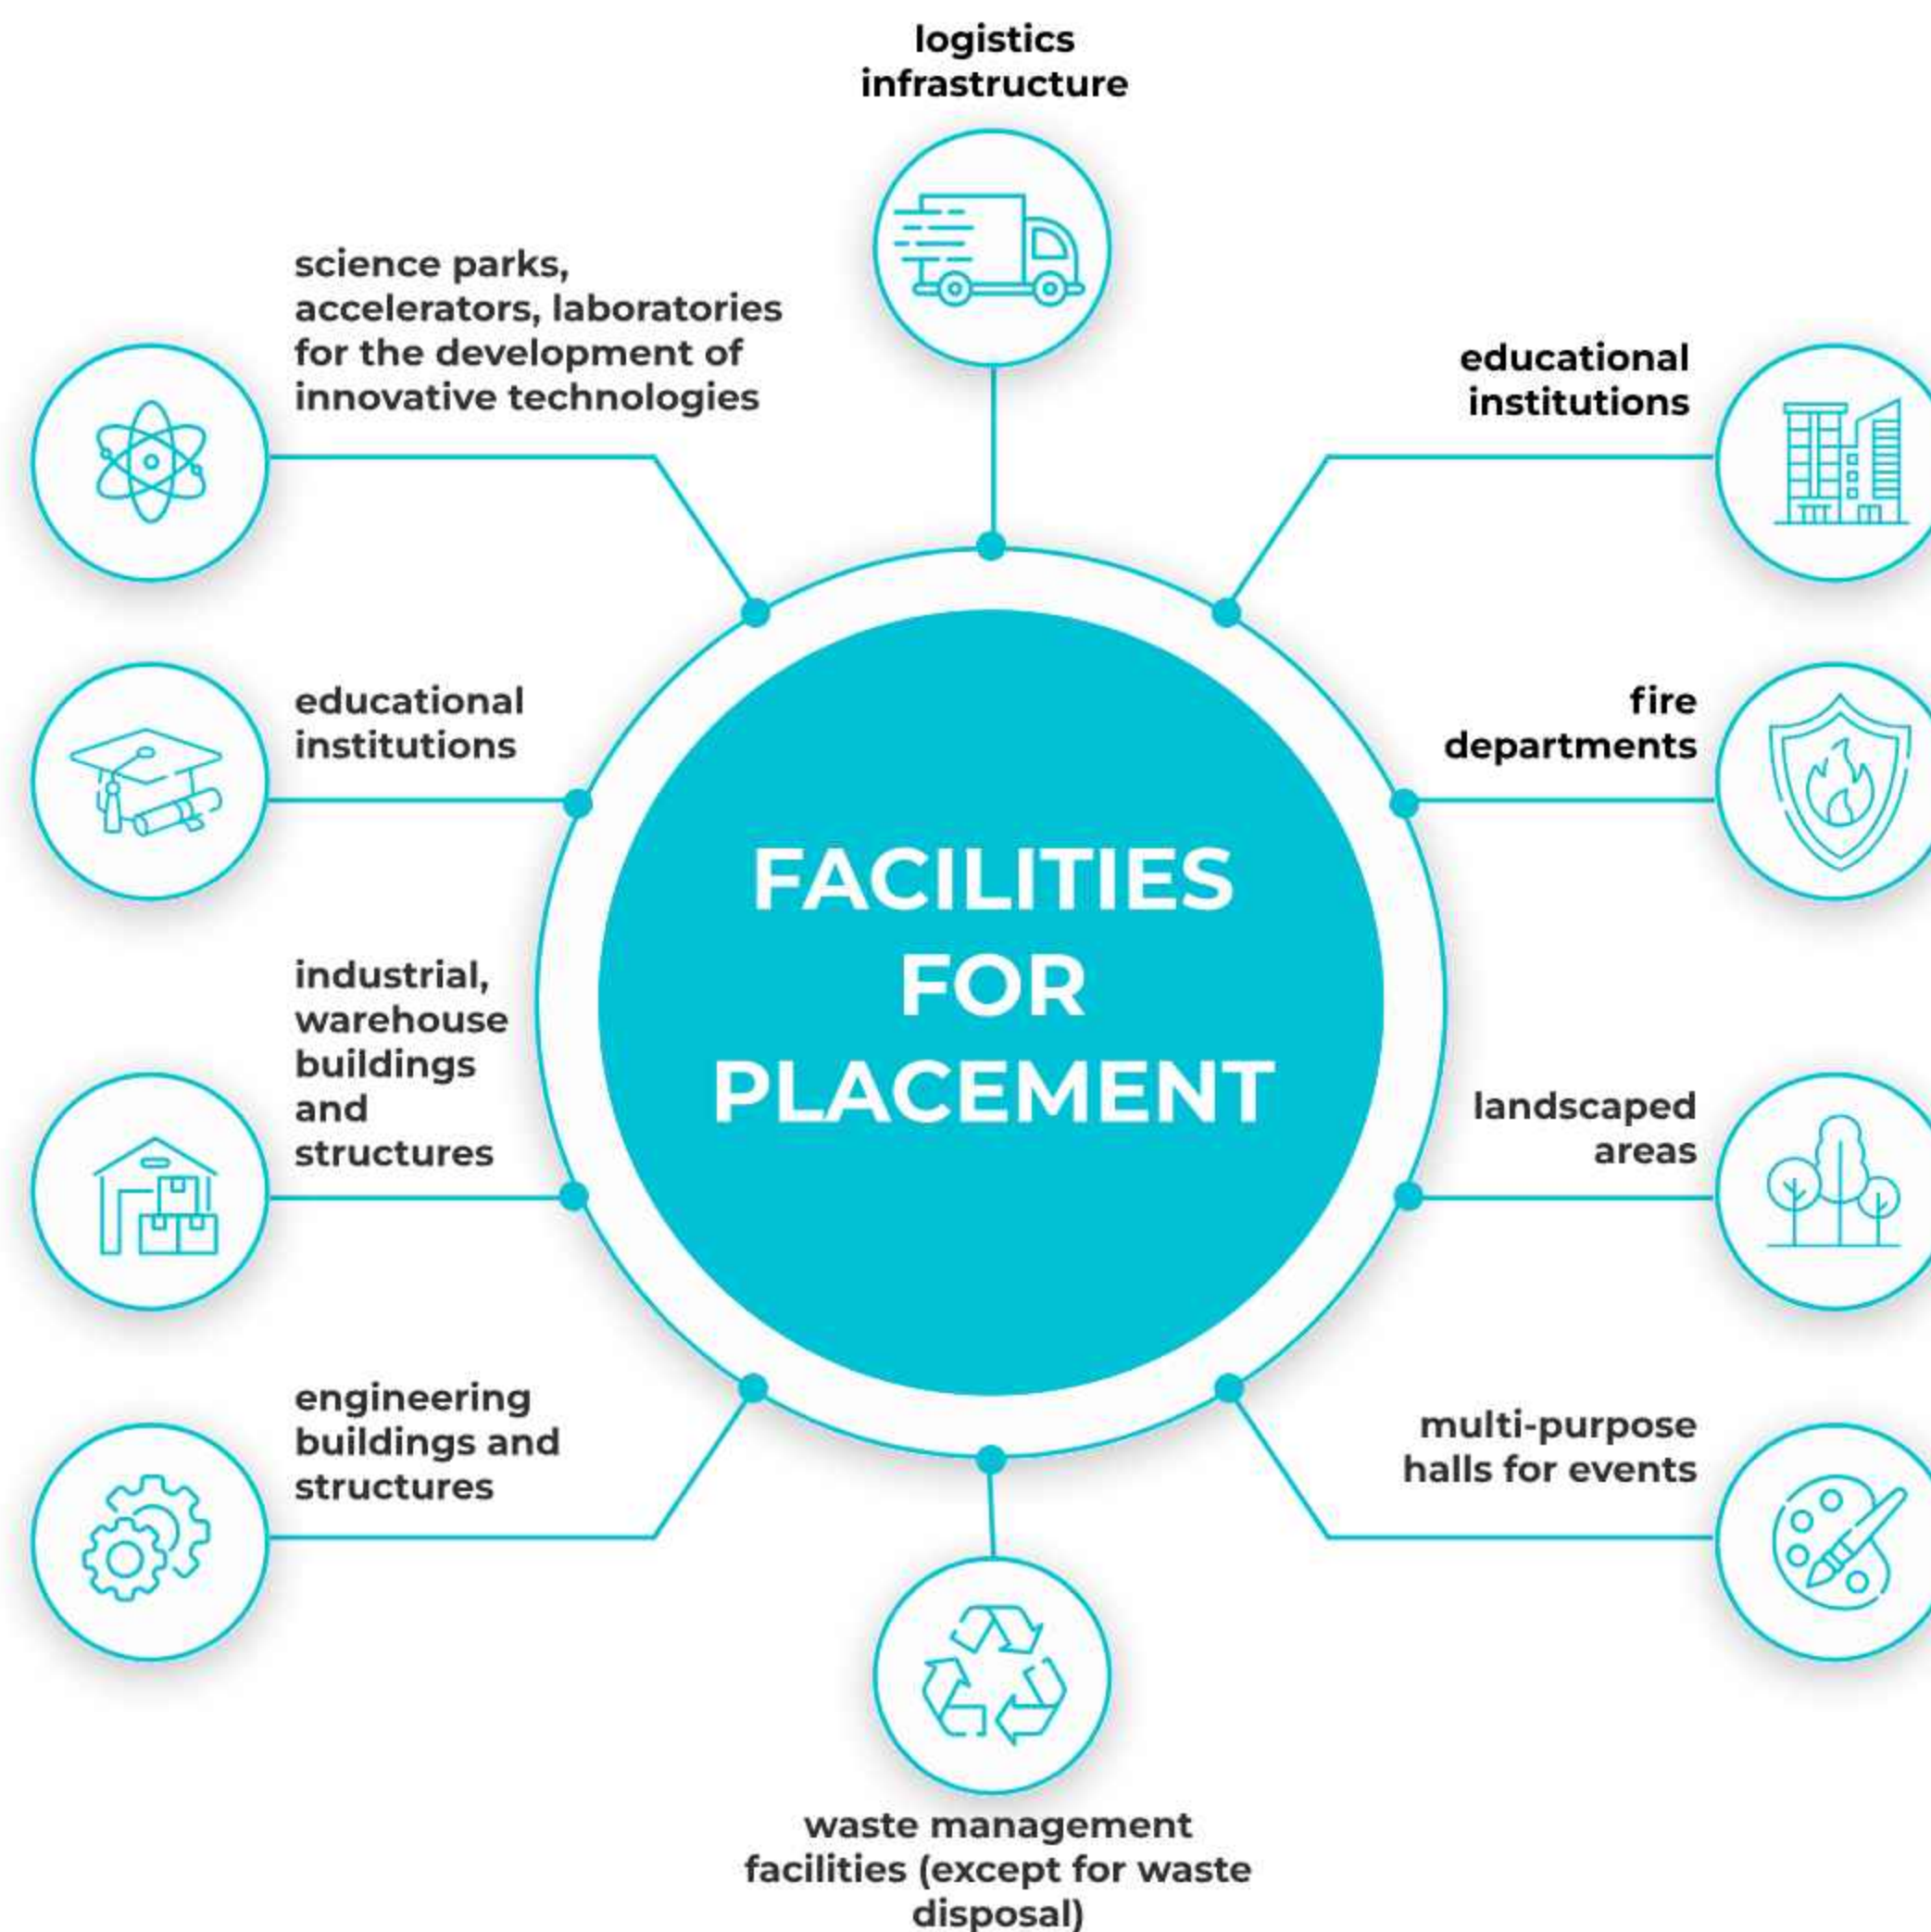 logistics
infrastructure
science parks,
accelerators, laboratories
for the development of
innovative technologies
educational
institutions
educational
institutions
fire
departments
FACILITIES
FOR
PLACEMENT
industrial,
warehouse
buildings
and
structures
landscaped
areas
engineering
buildings and
structures
multi-purpose
halls for events
waste management
facilities (except for waste
disposal)